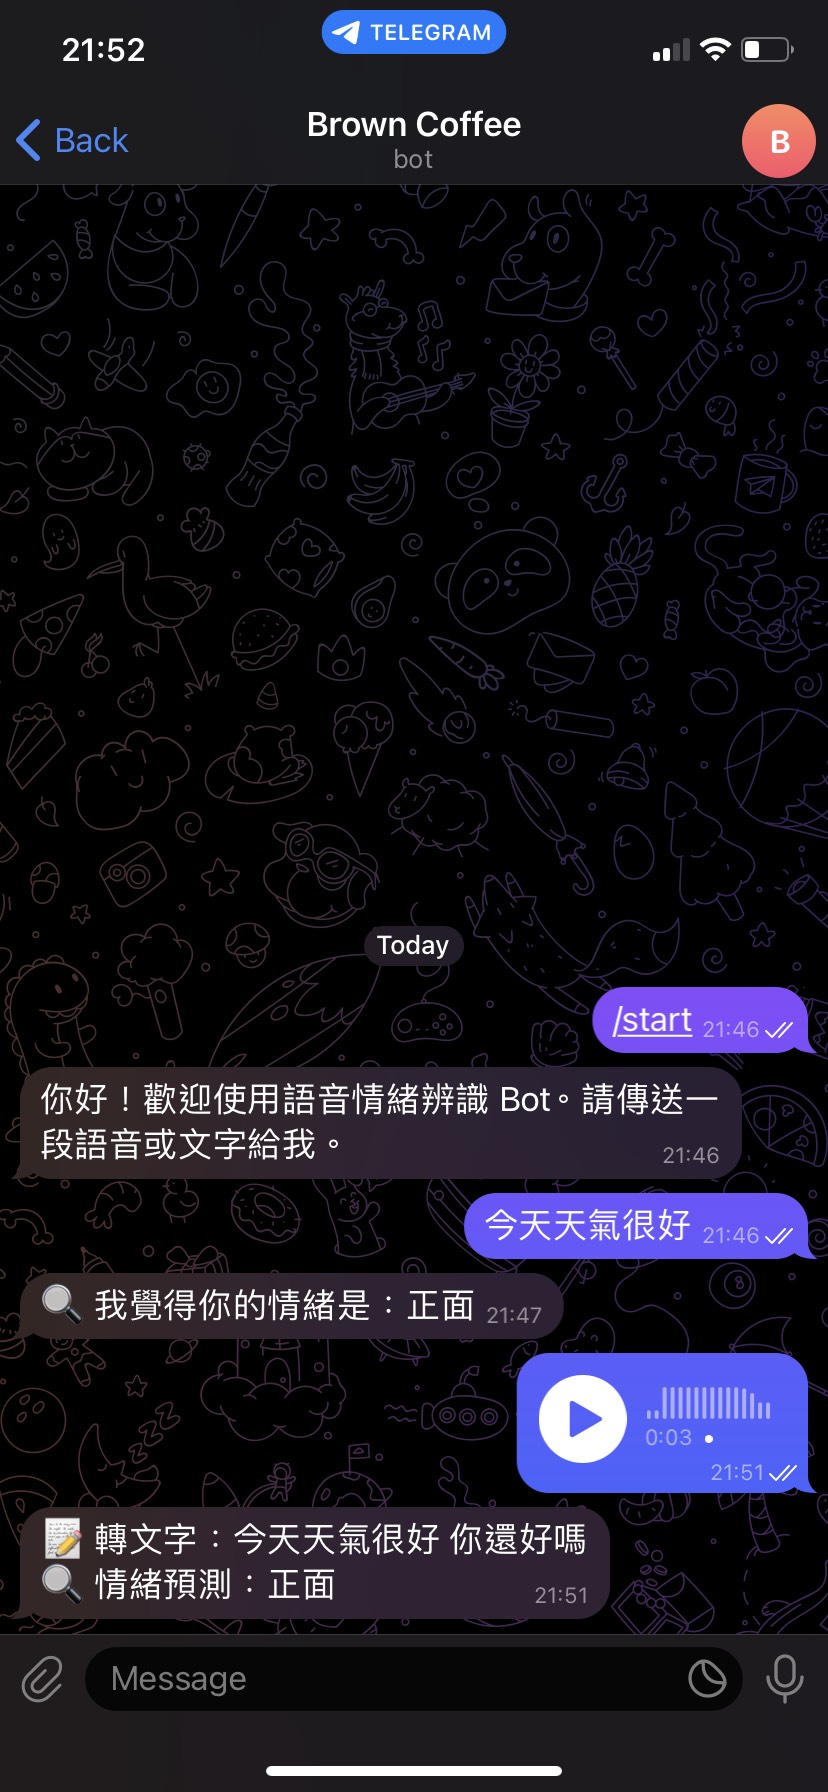 21:52
TELEGRAM
Back
Brown Coffee
bot
B
Today
/start 21:46
你好！歡迎使用語音情緒辨識 Bot。請傳送一
段語音或文字給我。
21:46
今天天氣很好 21:46
🔍 我覺得你的情緒是：正面 21:47
0:03
21:51
📝 轉文字：今天天氣很好 你還好嗎
🔍 情緒預測：正面
21:51
Message